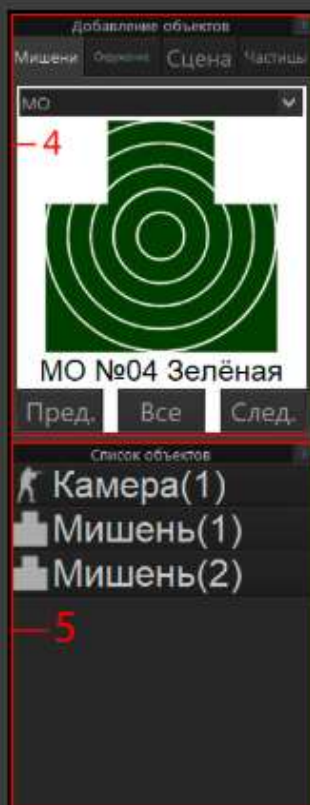 Добавление объектов
Мишени Окружение Сцена Частицы
МО
4
МО №04 Зелёная
Пред. Все След.
Список объектов
Камера(1)
Мишень(1)
Мишень(2)
5